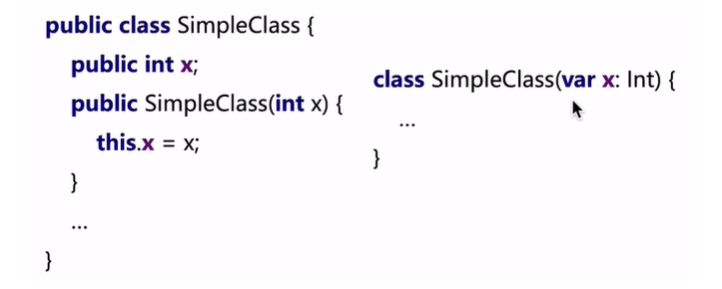 public class SimpleClass {
public int x;
public SimpleClass(int x) {
this.x = x;
}
...
}
class SimpleClass(var x: Int) {
...
}